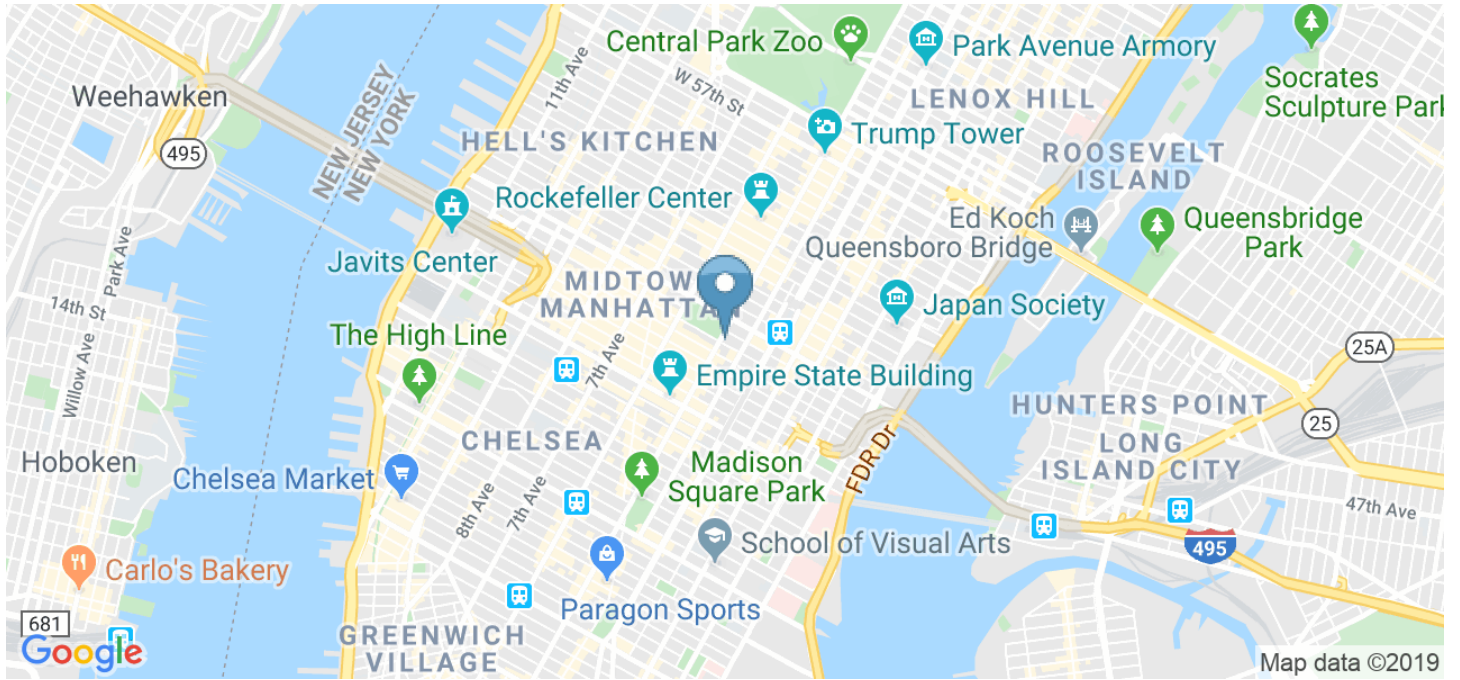 Central Park Zoo
Park Avenue Armory
Weehawken
11th Ave
W 57th St
LENOX HILL
Socrates
Sculpture Park
495
NEW JERSEY
NEW YORK
HELL'S KITCHEN
Trump Tower
ROOSEVELT
ISLAND
Rockefeller Center
Park Ave
Javits Center
Ed Koch
Queensboro Bridge
Queensbridge
Park
14th St
MIDTOWN
MANHATTAN
Japan Society
The High Line
Willow Ave
7th Ave
25A
Empire State Building
HUNTERS POINT
25
CHELSEA
LONG
ISLAND CITY
Hoboken
Chelsea Market
Madison
Square Park
FDR Dr
8th Ave
7th Ave
47th Ave
School of Visual Arts
495
Carlo's Bakery
Paragon Sports
681
GREENWICH
VILLAGE
Google
Map data ©2019